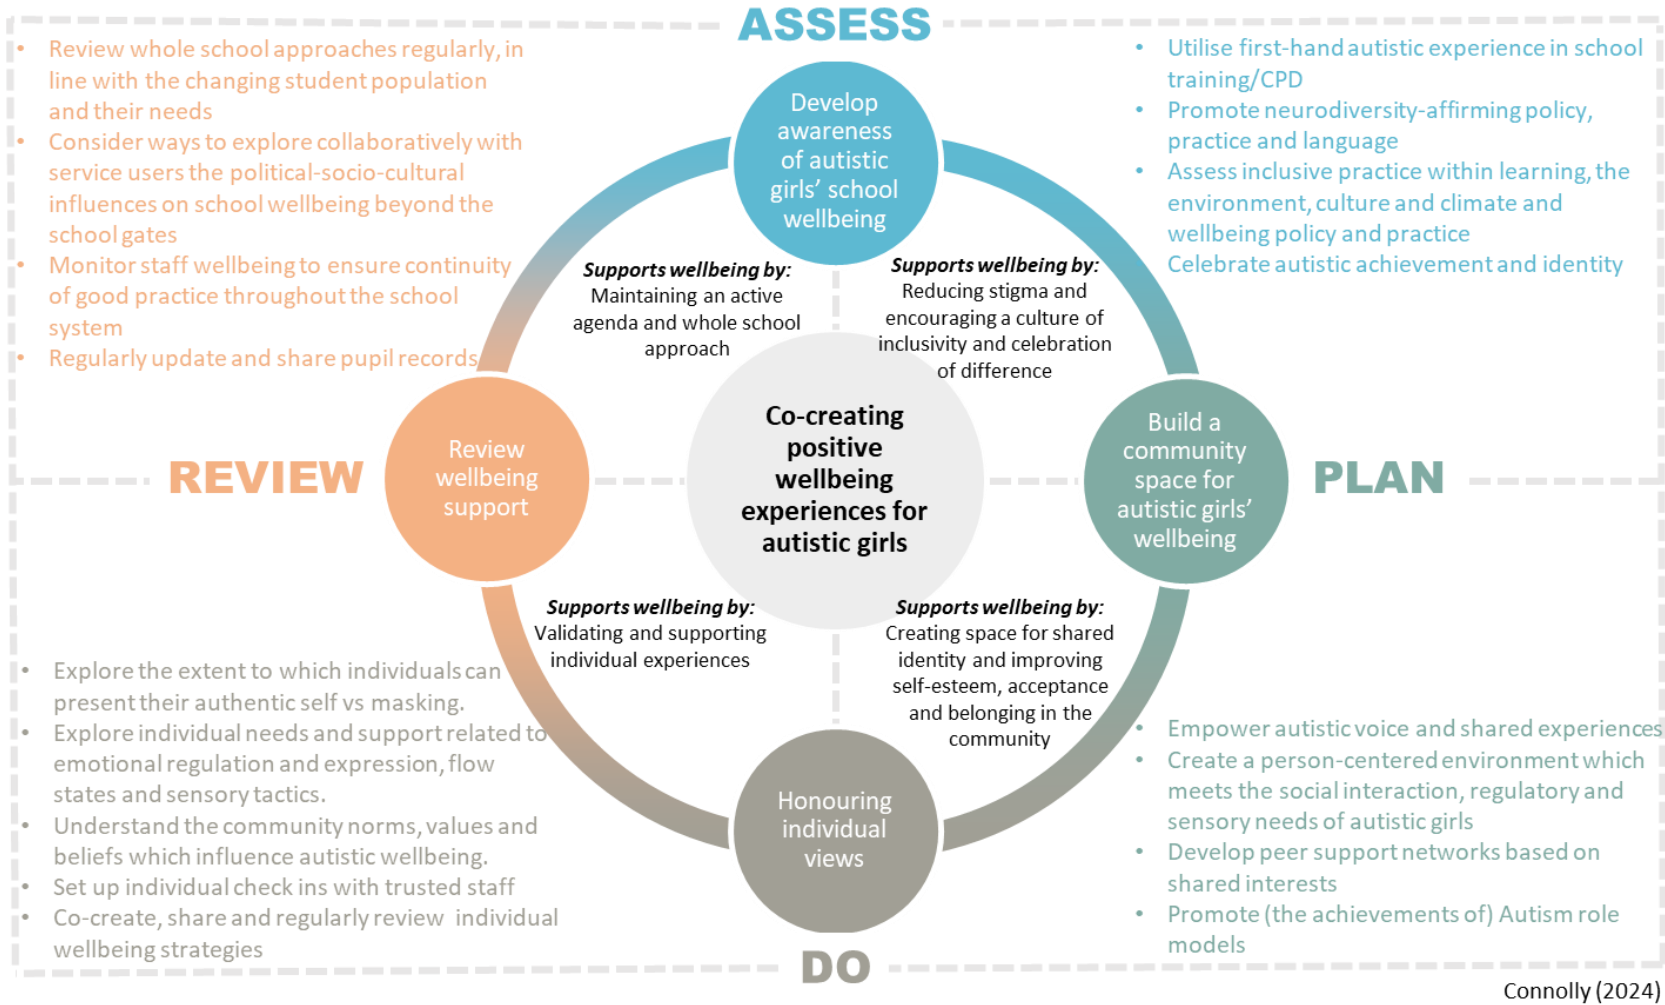 ASSESS
• Review whole school approaches regularly, in
line with the changing student population
and their needs
• Consider ways to explore collaboratively with
service users the political-socio-cultural
influences on school wellbeing beyond the
school gates
• Monitor staff wellbeing to ensure continuity
of good practice throughout the school
system
• Regularly update and share pupil records
Develop
awareness
of autistic
girls’ school
wellbeing
• Utilise first-hand autistic experience in school
training/CPD
• Promote neurodiversity-affirming policy,
practice and language
• Assess inclusive practice within learning, the
environment, culture and climate and
wellbeing policy and practice
Celebrate autistic achievement and identity
Supports wellbeing by:
Maintaining an active
agenda and whole school
approach
Supports wellbeing by:
Reducing stigma and
encouraging a culture of
inclusivity and celebration
of difference
REVIEW
Review
wellbeing
support
Co-creating
positive
wellbeing
experiences for
autistic girls
Build a
community
space for
autistic girls’
wellbeing
PLAN
Supports wellbeing by:
Validating and supporting
individual experiences
Supports wellbeing by:
Creating space for shared
identity and improving
self-esteem, acceptance
and belonging in the
community
• Explore the extent to which individuals can
present their authentic self vs masking.
• Explore individual needs and support related to
emotional regulation and expression, flow
states and sensory tactics.
• Understand the community norms, values and
beliefs which influence autistic wellbeing.
• Set up individual check ins with trusted staff
• Co-create, share and regularly review individual
wellbeing strategies
Honouring
individual
views
• Empower autistic voice and shared experiences
• Create a person-centered environment which
meets the social interaction, regulatory and
sensory needs of autistic girls
• Develop peer support networks based on
shared interests
• Promote (the achievements of) Autism role
models
DO
Connolly (2024)